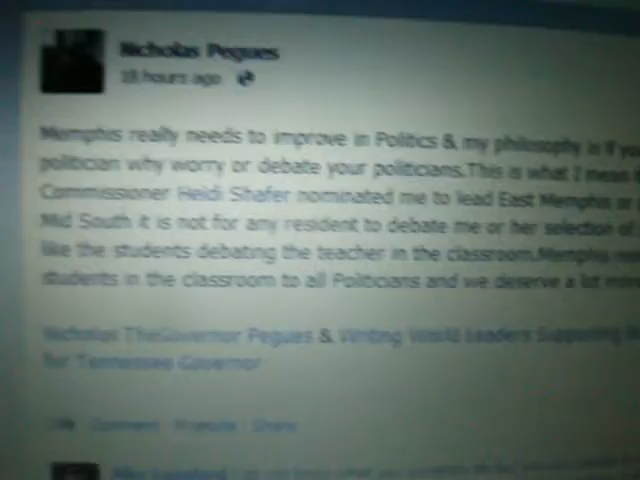 Nicholas Pegues
18 hours ago
Memphis really needs to improve in Politics & my philosophy is if you
politician why worry or debate your politicians.This is what I mean
Commissioner Heidi Shafer nominated me to lead East Memphis or
Mid South it is not for any resident to debate me or her selection of
like the students debating the teacher in the classroom.Memphis
students in the classroom to all Politicians and we deserve a lot more
Nicholas TheGovernor Pegues & Writing World Leaders Supporting
for Tennessee Governor
Like Comment Promote Share